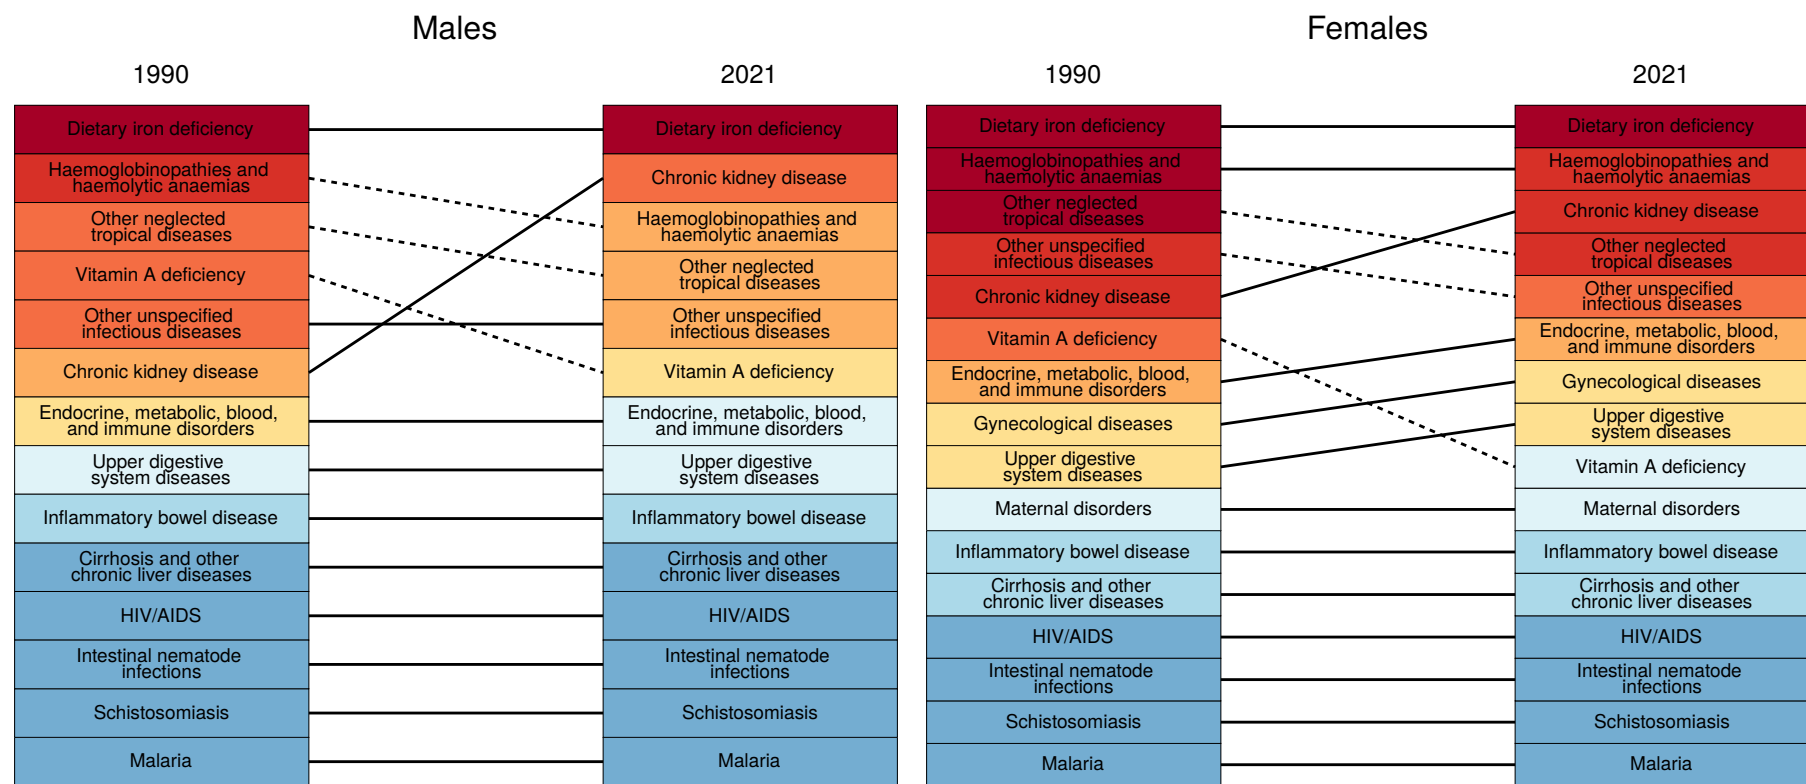 Males
1990
2021
Dietary iron deficiency
Haemoglobinopathies and
haemolytic anaemias
Other neglected
tropical diseases
Vitamin A deficiency
Other unspecified
infectious diseases
Chronic kidney disease
Endocrine, metabolic, blood,
and immune disorders
Upper digestive
system diseases
Inflammatory bowel disease
Cirrhosis and other
chronic liver diseases
HIV/AIDS
Intestinal nematode
infections
Schistosomiasis
Malaria
Dietary iron deficiency
Chronic kidney disease
Haemoglobinopathies and
haemolytic anaemias
Other neglected
tropical diseases
Other unspecified
infectious diseases
Vitamin A deficiency
Endocrine, metabolic, blood,
and immune disorders
Upper digestive
system diseases
Inflammatory bowel disease
Cirrhosis and other
chronic liver diseases
HIV/AIDS
Intestinal nematode
infections
Schistosomiasis
Malaria
Females
1990
2021
Dietary iron deficiency
Haemoglobinopathies and
haemolytic anaemias
Other neglected
tropical diseases
Other unspecified
infectious diseases
Chronic kidney disease
Vitamin A deficiency
Endocrine, metabolic, blood,
and immune disorders
Gynecological diseases
Upper digestive
system diseases
Maternal disorders
Inflammatory bowel disease
Cirrhosis and other
chronic liver diseases
HIV/AIDS
Intestinal nematode
infections
Schistosomiasis
Malaria
Dietary iron deficiency
Haemoglobinopathies and
haemolytic anaemias
Chronic kidney disease
Other neglected
tropical diseases
Other unspecified
infectious diseases
Endocrine, metabolic, blood,
and immune disorders
Gynecological diseases
Upper digestive
system diseases
Vitamin A deficiency
Maternal disorders
Inflammatory bowel disease
Cirrhosis and other
chronic liver diseases
HIV/AIDS
Intestinal nematode
infections
Schistosomiasis
Malaria